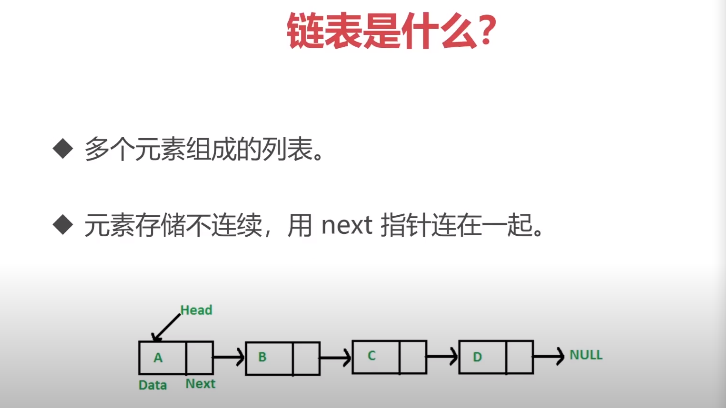 链表是什么？
◆ 多个元素组成的列表。
◆ 元素存储不连续，用 next 指针连在一起。
Head
A B C D NULL
Data Next